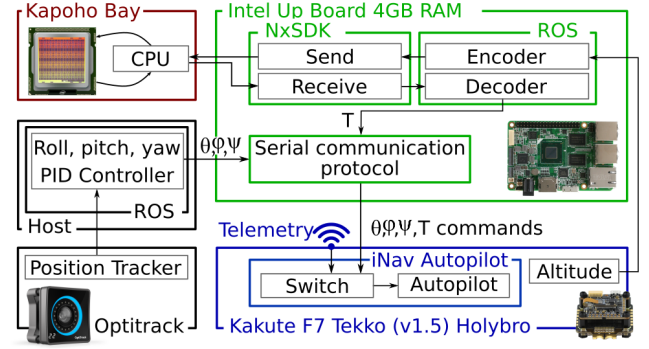 Kapoho Bay
CPU
Intel Up Board 4GB RAM
NxSDK
ROS
Send
Encoder
Receive
Decoder
T
Roll, pitch, yaw
PID Controller
ROS
Host
θ,φ,ψ
Serial communication
protocol
Telemetry
θ,φ,ψ,T commands
Position Tracker
Optitrack
iNav Autopilot
Switch
Autopilot
Altitude
Kakute F7 Tekko (v1.5) Holybro